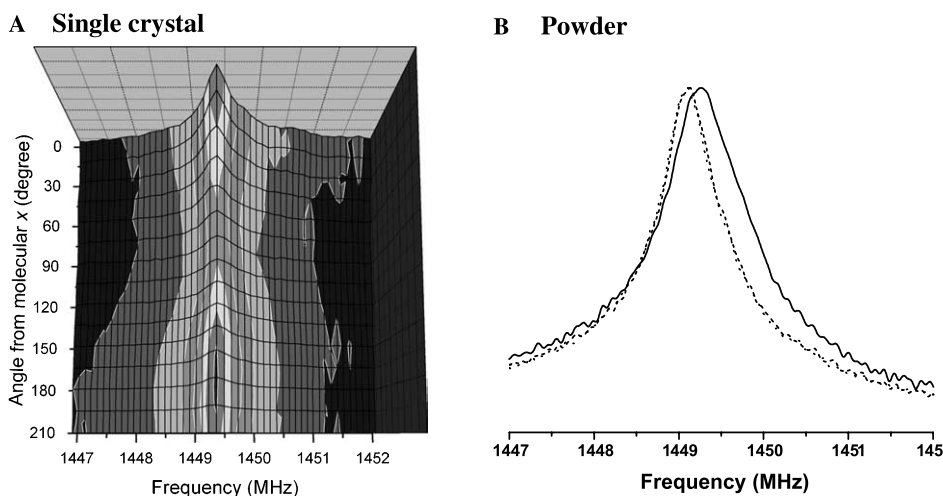 A Single crystal
B Powder
Angle from molecular x (degree)
0
30
60
90
120
150
180
210
1447 1448 1449 1450 1451 1452
Frequency (MHz)
1447 1448 1449 1450 1451 145
Frequency (MHz)